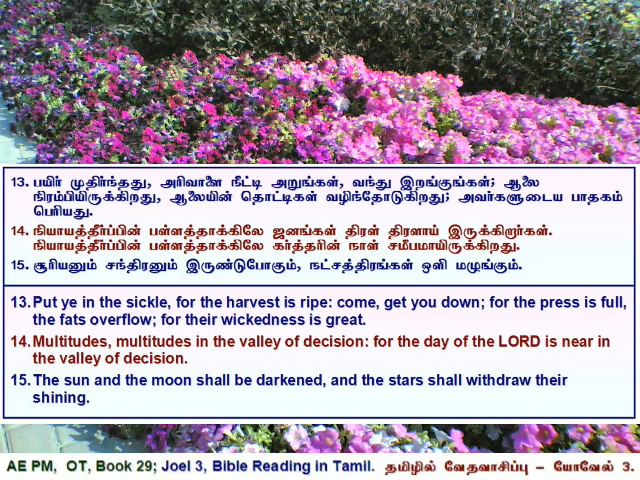 13. பயிர் முதிர்ந்தது, அரிவாளை நீட்டி அறுங்கள், வந்து இறங்குங்கள்; ஆலை
நிரம்பியிருக்கிறது, ஆலையின் தொட்டிகள் வழிந்தோடுகிறது; அவர்களுடைய பாதகம்
பெரியது.
14. நியாயத்தீர்ப்பின் பள்ளத்தாக்கிலே ஜனங்கள் திரள் திரளாய் இருக்கிறார்கள்.
நியாயத்தீர்ப்பின் பள்ளத்தாக்கிலே கர்த்தரின் நாள் சமீபமாயிருக்கிறது.
15. சூரியனும் சந்திரனும் இருண்டுபோகும், நட்சத்திரங்கள் ஒளி மழுங்கும்.
13. Put ye in the sickle, for the harvest is ripe: come, get you down; for the press is full,
the fats overflow; for their wickedness is great.
14. Multitudes, multitudes in the valley of decision: for the day of the LORD is near in
the valley of decision.
15. The sun and the moon shall be darkened, and the stars shall withdraw their
shining.
AE PM, OT, Book 29; Joel 3, Bible Reading in Tamil. தமிழில் வேதவாசிப்பு – யோவேல் 3.